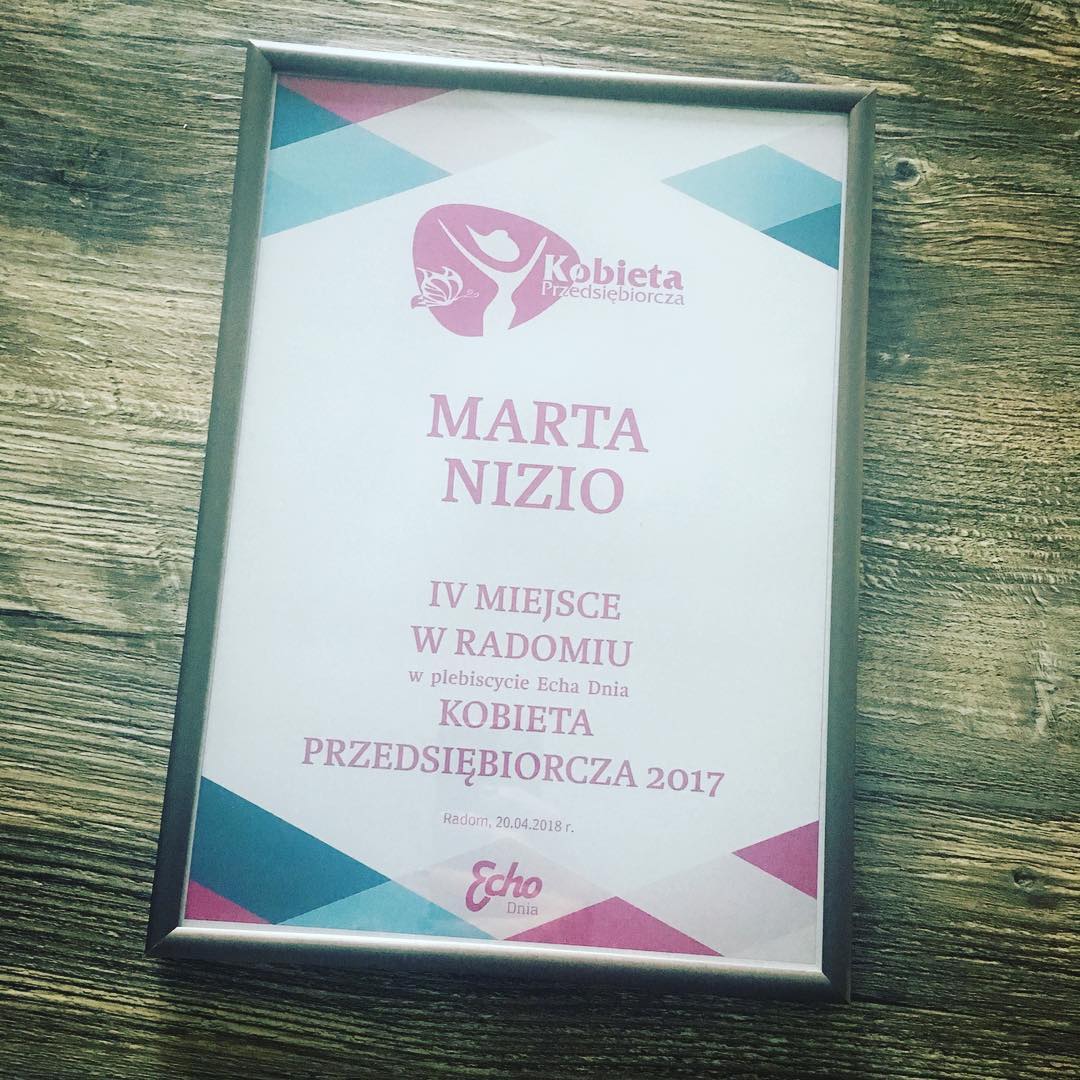 Kobieta
Przedsiębiorcza
MARTA
NIZIO
IV MIEJSCE
W RADOMIU
w plebiscycie Echa Dnia
KOBIETA
PRZEDSIĘBIORCZA 2017
Radom, 20.04.2018 r.
Echo
Dnia